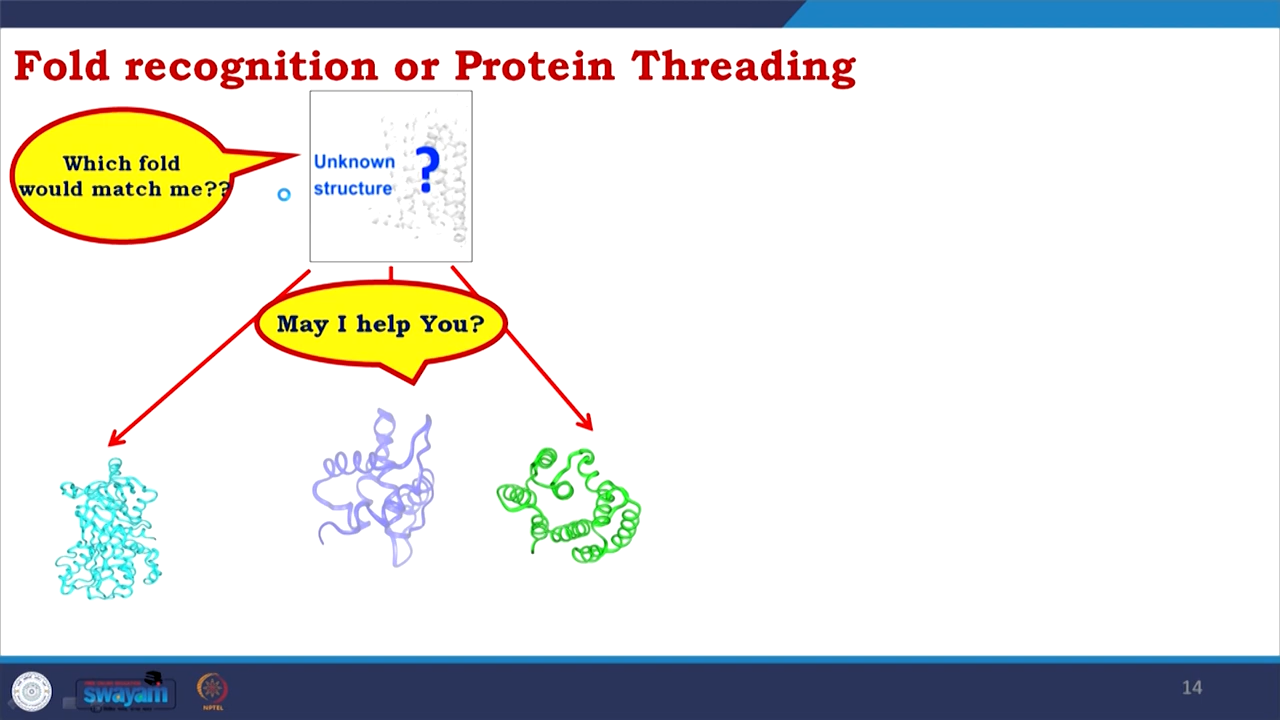 Fold recognition or Protein Threading
Which fold
would match me??
Unknown
structure
?
May I help You?
swayam
NPTEL
14